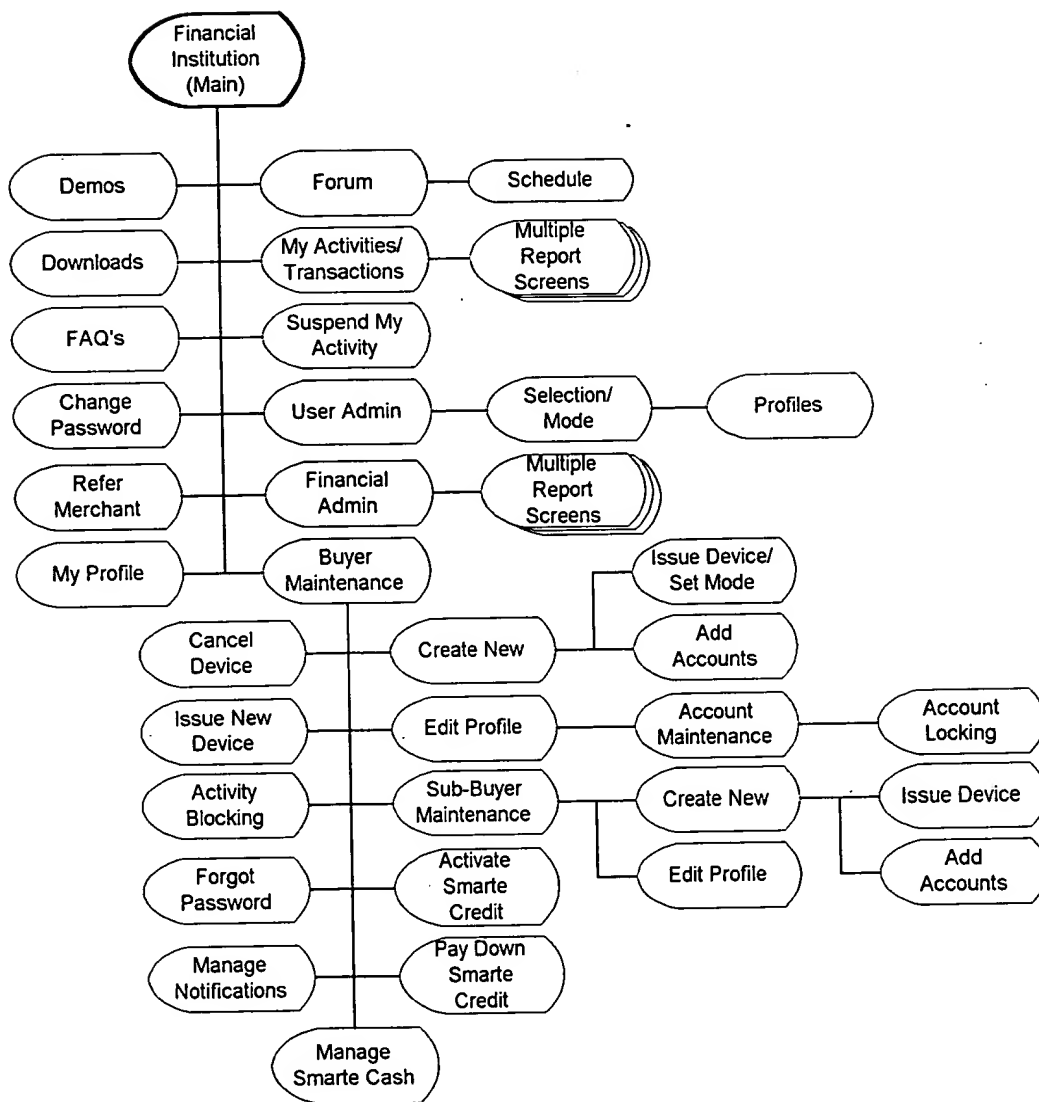 Financial
Institution
(Main)
Demos
Forum
Schedule
Downloads
My Activities/
Transactions
Multiple
Report
Screens
FAQ's
Suspend My
Activity
Change
Password
User Admin
Selection/
Mode
Profiles
Refer
Merchant
Financial
Admin
Multiple
Report
Screens
My Profile
Buyer
Maintenance
Issue Device/
Set Mode
Cancel
Device
Create New
Add
Accounts
Issue New
Device
Edit Profile
Account
Maintenance
Account
Locking
Activity
Blocking
Sub-Buyer
Maintenance
Create New
Issue Device
Forgot
Password
Activate
Smarte
Credit
Edit Profile
Add
Accounts
Manage
Notifications
Pay Down
Smarte
Credit
Manage
Smarte Cash